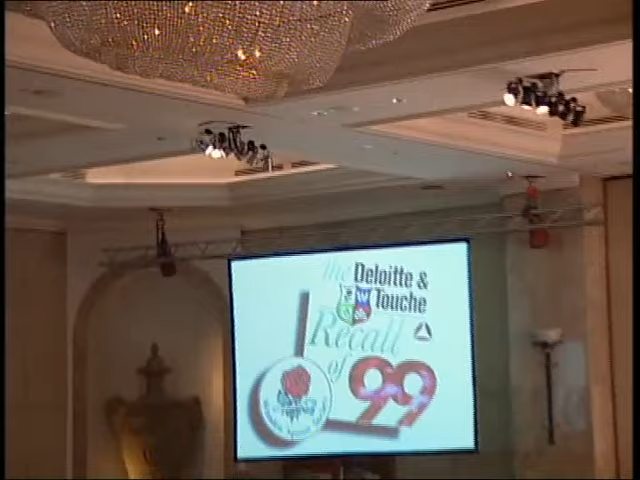 the Deloitte &
Touche
Recall
of 99